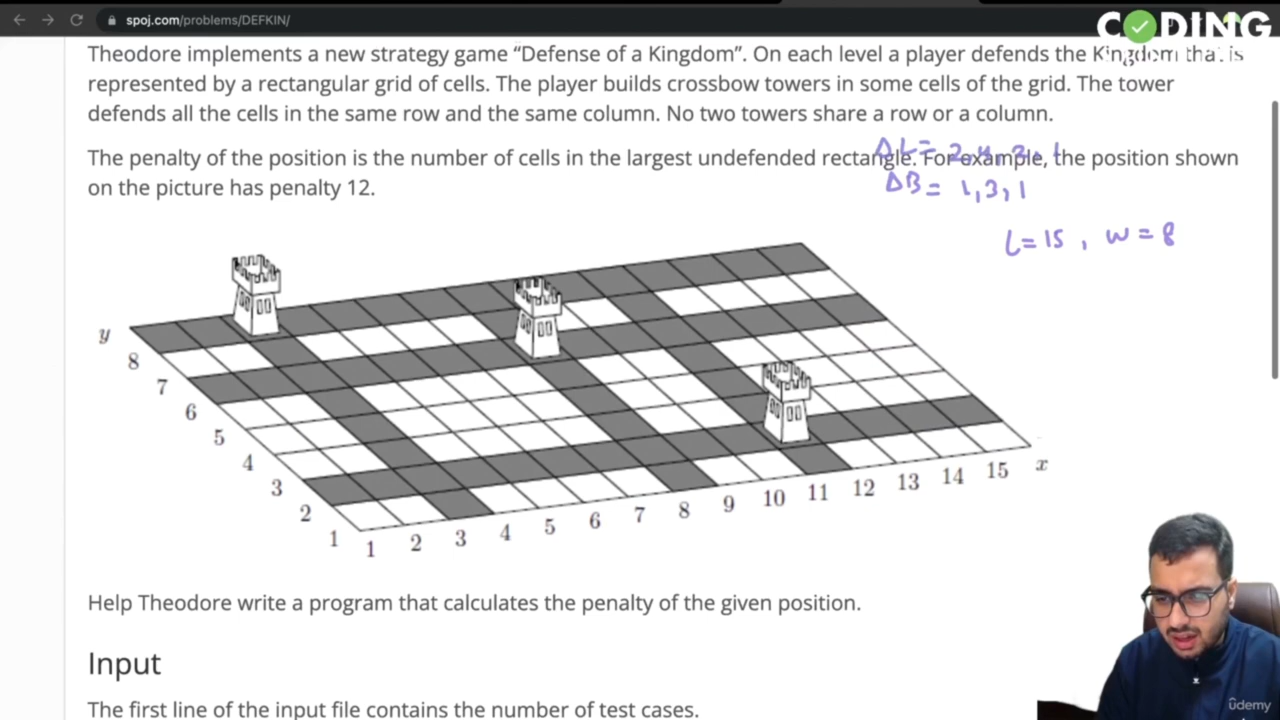 spoj.com/problems/DEFKIN/
CODING
Theodore implements a new strategy game “Defense of a Kingdom”. On each level a player defends the Kingdom that is
represented by a rectangular grid of cells. The player builds crossbow towers in some cells of the grid. The tower
defends all the cells in the same row and the same column. No two towers share a row or a column.
The penalty of the position is the number of cells in the largest undefended rectangle. For example, the position shown
on the picture has penalty 12.
ΔL = 2, 4, 2, 1
ΔB = 1, 3, 1
L = 15 , W = 8
y
8
7
6
5
4
3
2
1
1 2 3 4 5 6 7 8 9 10 11 12 13 14 15 x
Help Theodore write a program that calculates the penalty of the given position.
Input
The first line of the input file contains the number of test cases.
ûdemy